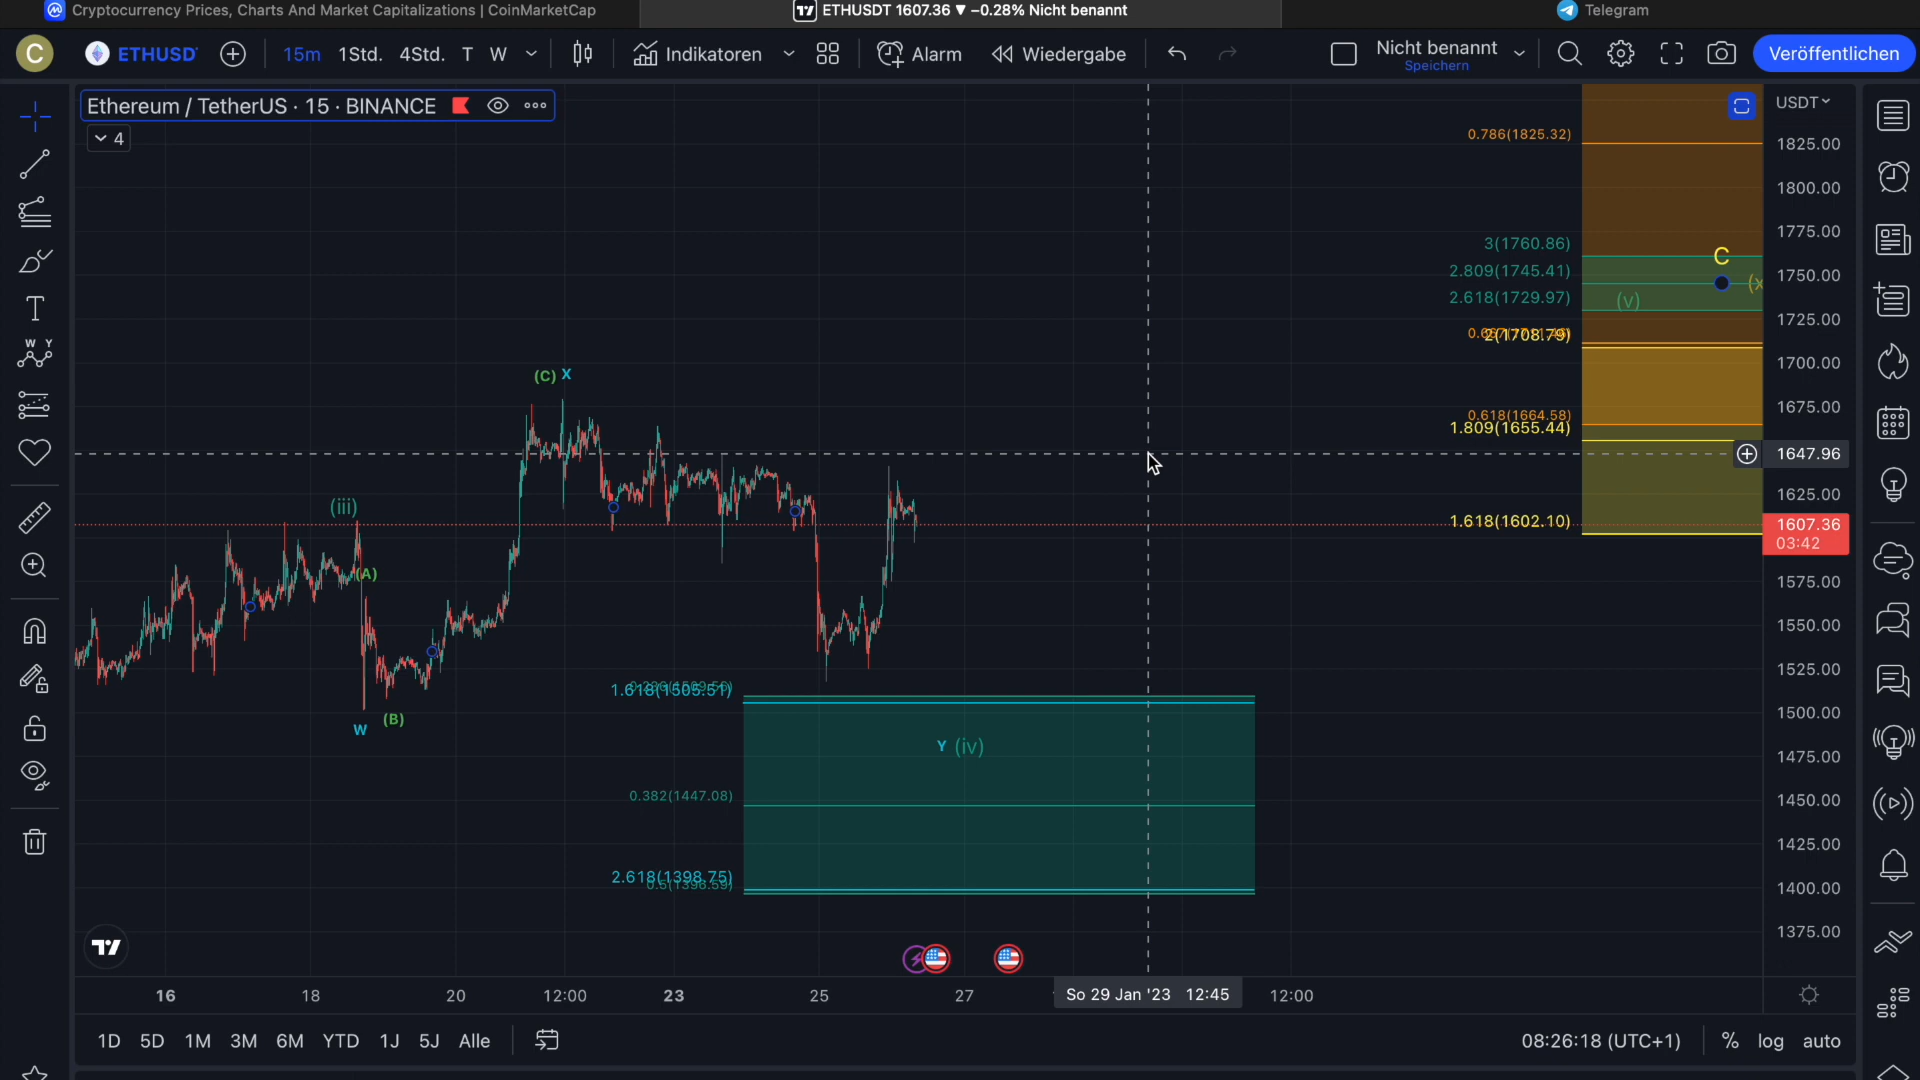 Cryptocurrency Prices, Charts And Market Capitalizations | CoinMarketCap
ETHUSDT 1607.36 ▼ −0.28% Nicht benannt
Telegram
C
ETHUSD
15m 1Std. 4Std. T W
Indikatoren
Alarm
Wiedergabe
Nicht benannt
Speichern
Veröffentlichen
Ethereum / TetherUS · 15 · BINANCE
4
USDT
0.786(1825.32)
1825.00
1800.00
1775.00
3(1760.86)
C
2.809(1745.41)
1750.00
2.618(1729.97)
(v)
(x
1725.00
2(1708.79)
1700.00
(C) X
1675.00
0.618(1664.58)
1.809(1655.44)
1647.96
1625.00
(iii)
1.618(1602.10)
1607.36
03:42
(A)
1575.00
1550.00
1525.00
1.618(1505.51)
1500.00
(B)
W
Y (iv)
1475.00
0.382(1447.08)
1450.00
1425.00
2.618(1398.75)
1400.00
1375.00
16 18 20 12:00 23 25 27 So 29 Jan '23 12:45 12:00
1D 5D 1M 3M 6M YTD 1J 5J Alle
08:26:18 (UTC+1) % log auto